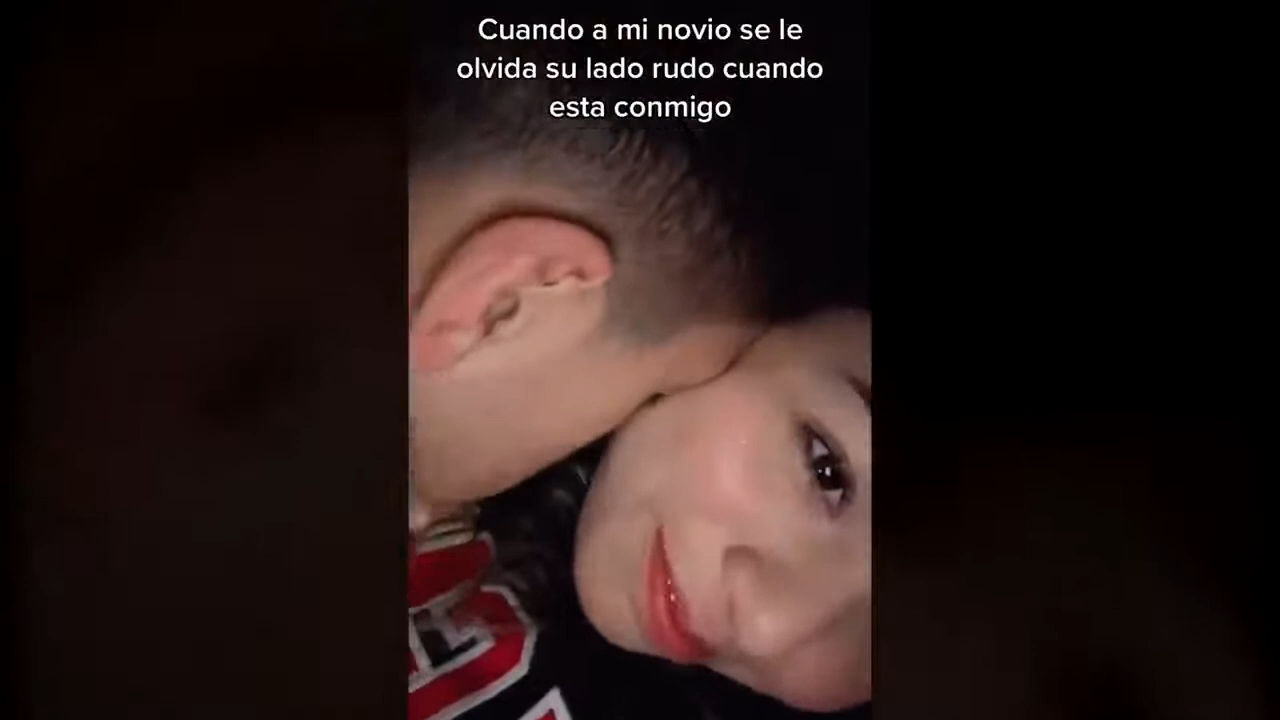 Cuando a mi novio se le
olvida su lado rudo cuando
esta conmigo